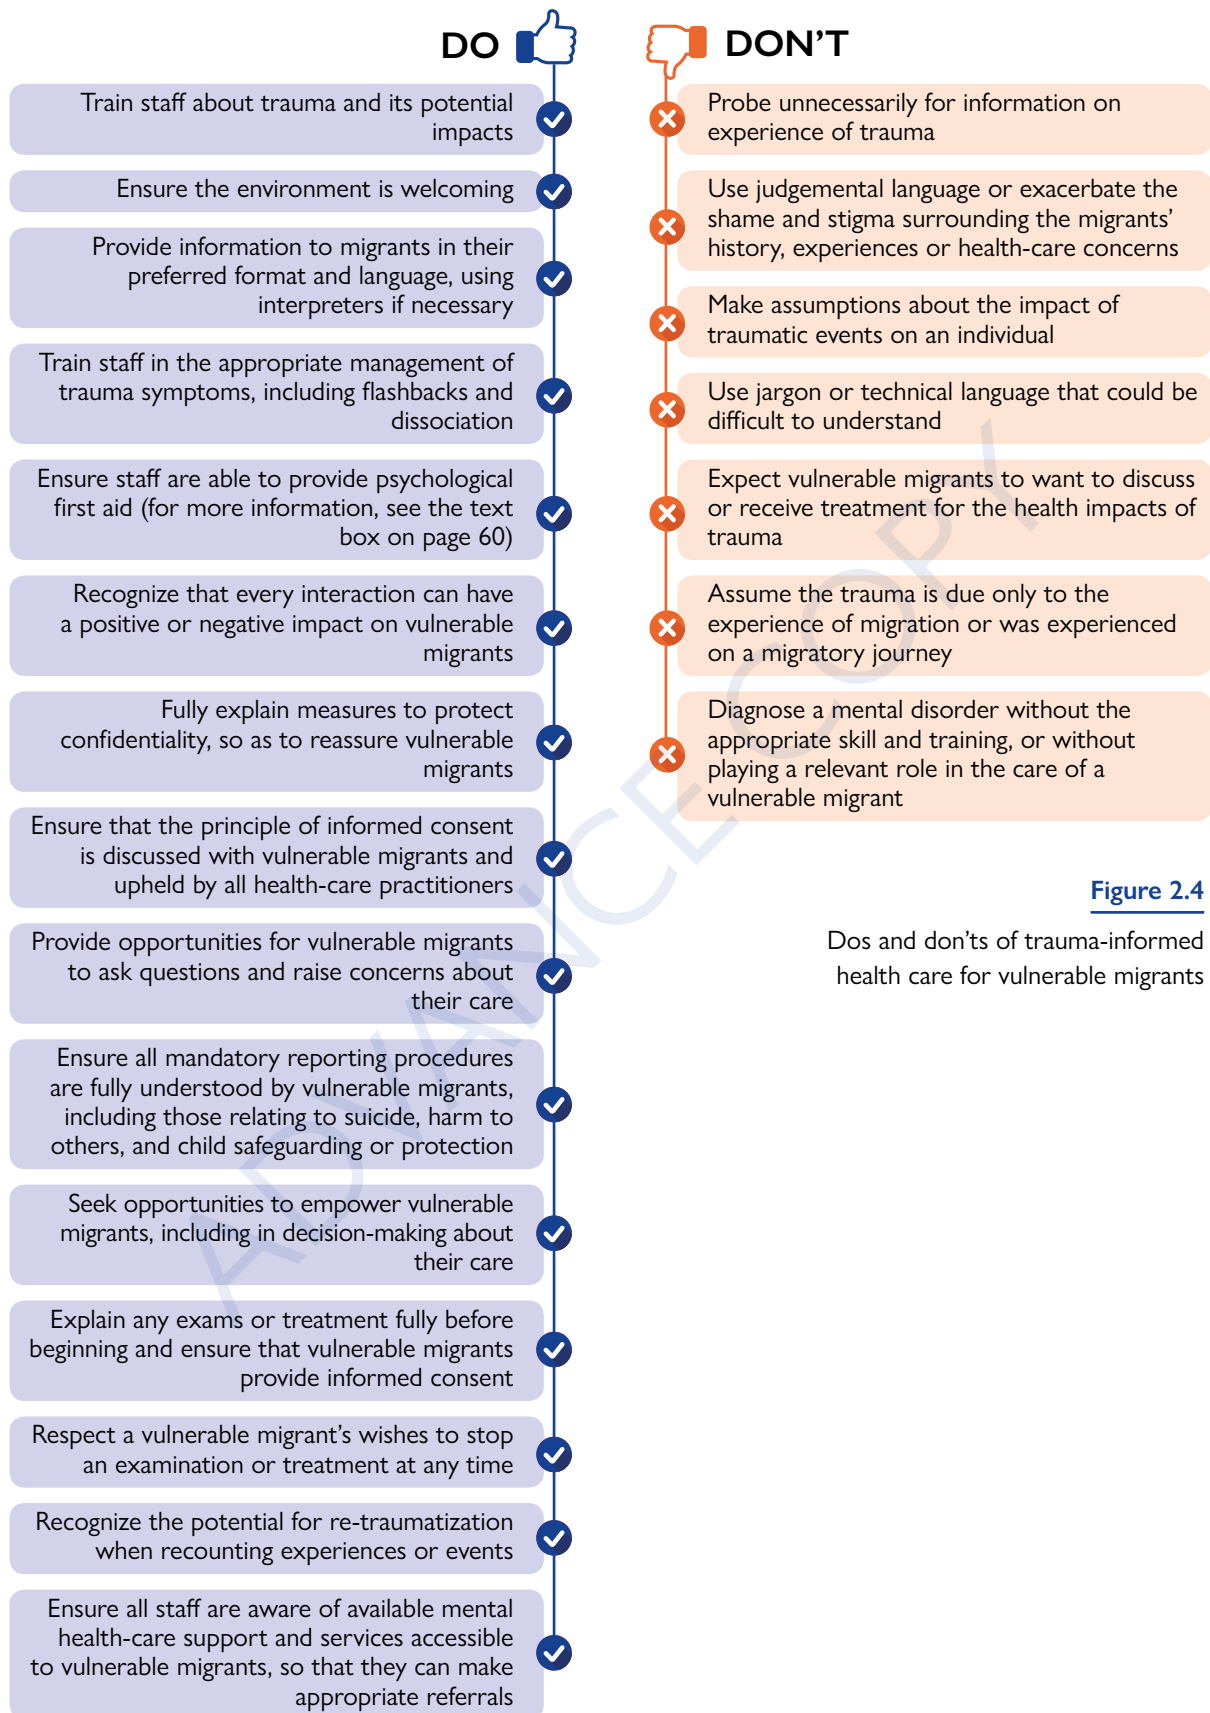 DO
Train staff about trauma and its potential
impacts
Ensure the environment is welcoming
Provide information to migrants in their
preferred format and language, using
interpreters if necessary
Train staff in the appropriate management of
trauma symptoms, including flashbacks and
dissociation
Ensure staff are able to provide psychological
first aid (for more information, see the text
box on page 60)
Recognize that every interaction can have
a positive or negative impact on vulnerable
migrants
Fully explain measures to protect
confidentiality, so as to reassure vulnerable
migrants
Ensure that the principle of informed consent
is discussed with vulnerable migrants and
upheld by all health-care practitioners
Provide opportunities for vulnerable migrants
to ask questions and raise concerns about
their care
Ensure all mandatory reporting procedures
are fully understood by vulnerable migrants,
including those relating to suicide, harm to
others, and child safeguarding or protection
Seek opportunities to empower vulnerable
migrants, including in decision-making about
their care
Explain any exams or treatment fully before
beginning and ensure that vulnerable migrants
provide informed consent
Respect a vulnerable migrant's wishes to stop
an examination or treatment at any time
Recognize the potential for re-traumatization
when recounting experiences or events
Ensure all staff are aware of available mental
health-care support and services accessible
to vulnerable migrants, so that they can make
appropriate referrals
DON'T
Probe unnecessarily for information on
experience of trauma
Use judgemental language or exacerbate the
shame and stigma surrounding the migrants'
history, experiences or health-care concerns
Make assumptions about the impact of
traumatic events on an individual
Use jargon or technical language that could be
difficult to understand
Expect vulnerable migrants to want to discuss
or receive treatment for the health impacts of
trauma
Assume the trauma is due only to the
experience of migration or was experienced
on a migratory journey
Diagnose a mental disorder without the
appropriate skill and training, or without
playing a relevant role in the care of a
vulnerable migrant
Figure 2.4
Dos and don'ts of trauma-informed
health care for vulnerable migrants
ADVANCE COPY